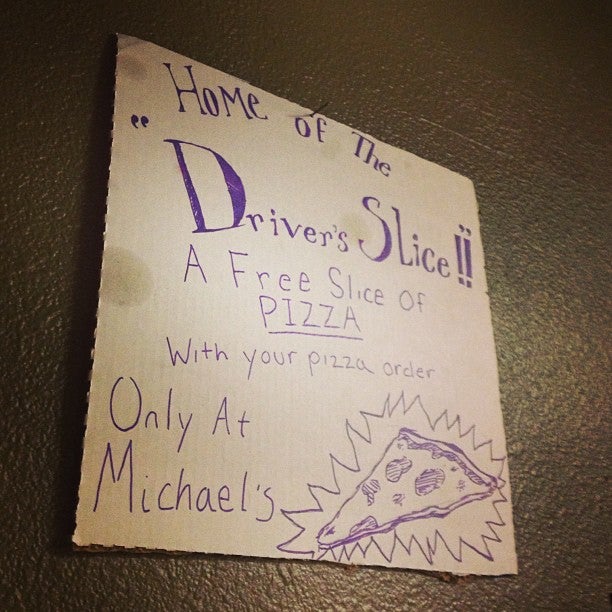 Home of The
"Driver's Slice!!
A Free Slice Of
PIZZA
With your pizza order
Only At
Michael's